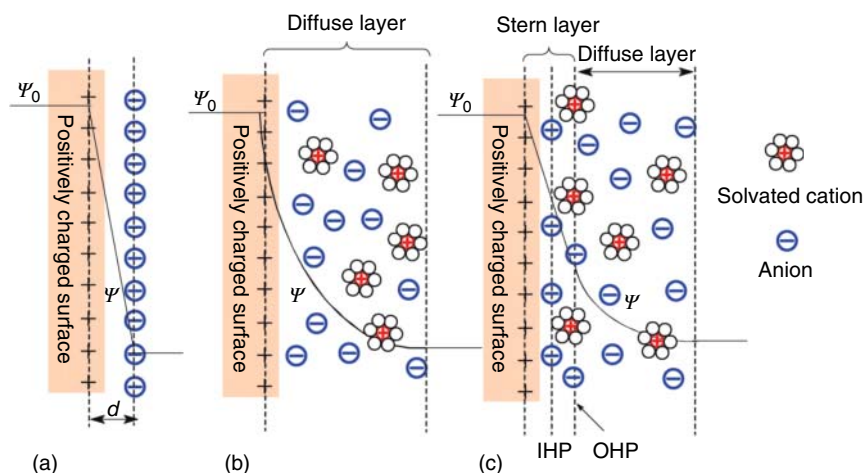 Diffuse layer
Stern layer
Diffuse layer
Ψ0
Ψ0
Ψ0
+
+
+
+
+
+
+
+
+
+
Positively charged surface
Positively charged surface
Positively charged surface
Ψ
Ψ
Ψ
Solvated cation
Anion
d
(a)
(b)
(c)
IHP
OHP